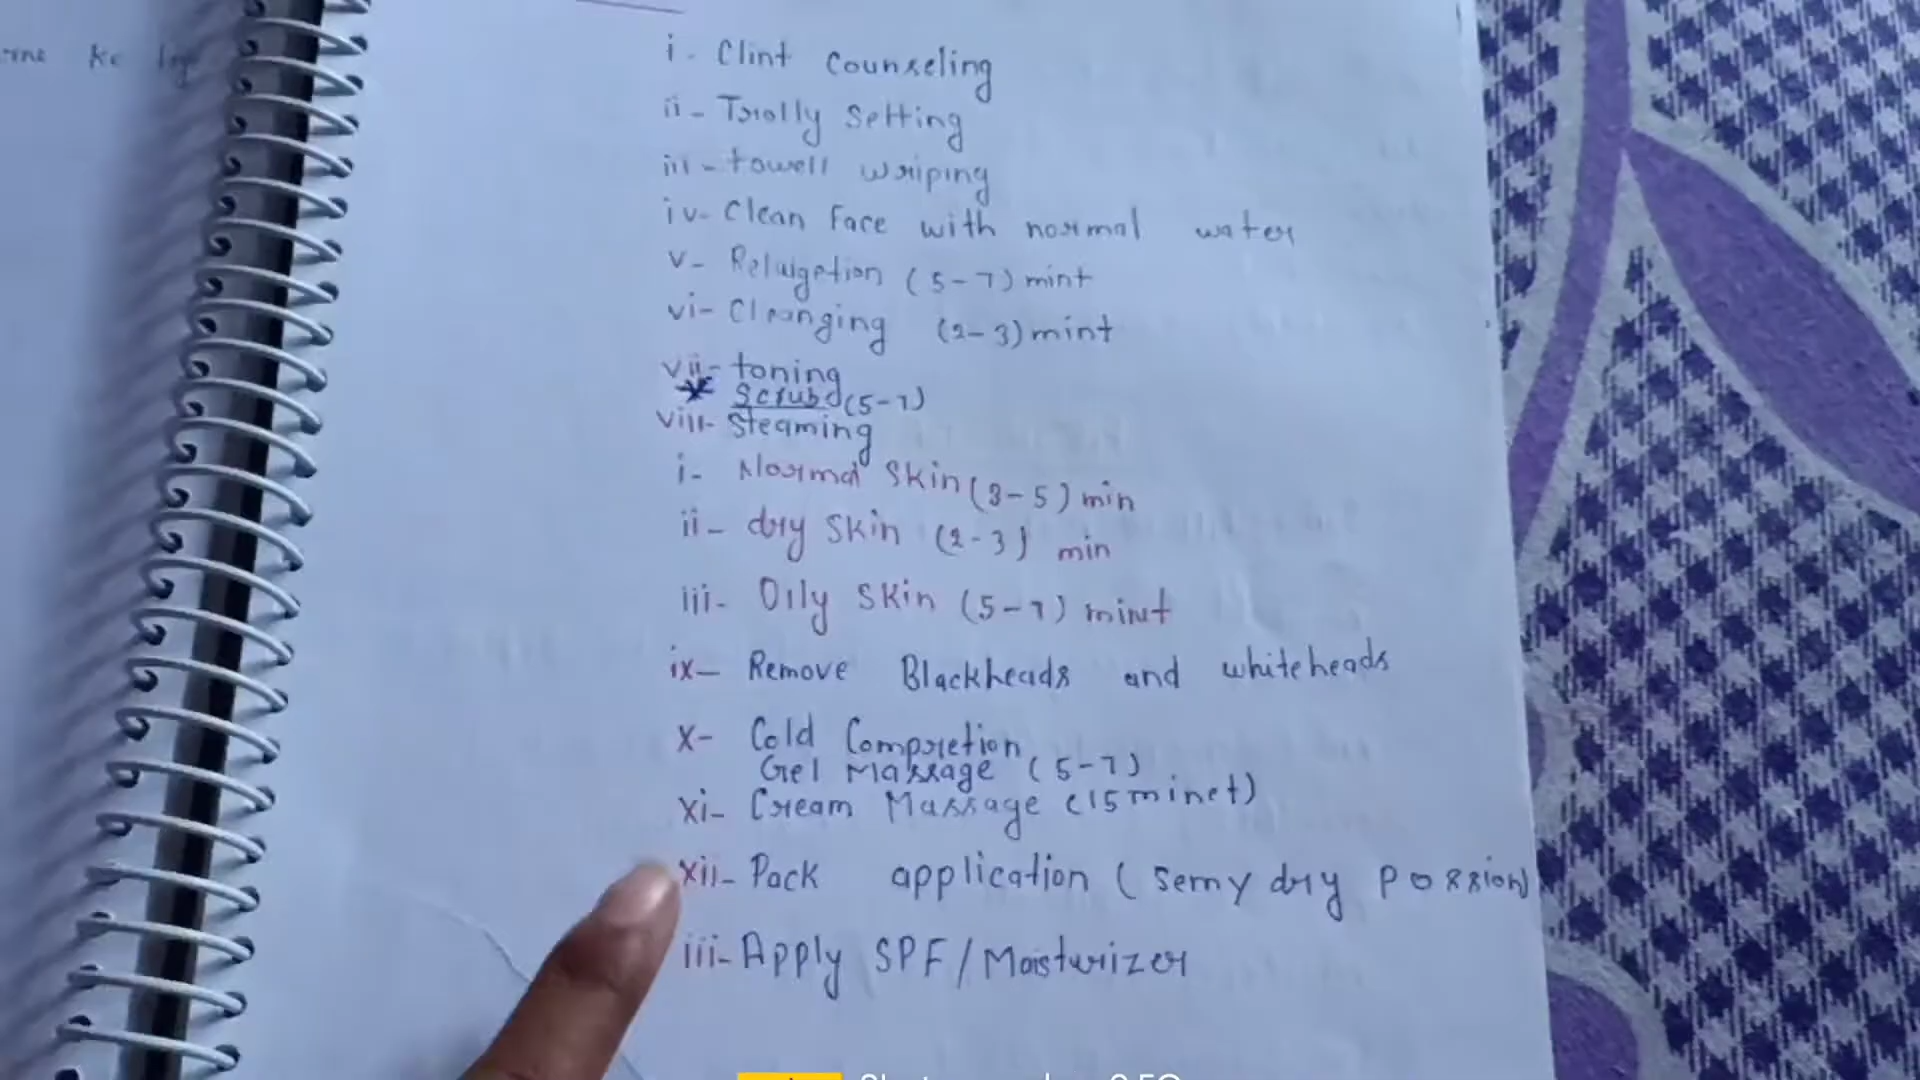 i- Clint Counseling
ii- Trolly Setting
iii- towell wriping
iv- Clean Face with normal water
v- Relaigetion (5-7) mint
vi- Cleanging (2-3) mint
vii- toning
* Scrub (5-7)
viii- Steaming
i- Normal Skin (3-5) min
ii- dry Skin (2-3) min
iii- Oily Skin (5-7) mint
ix- Remove Blackheads and whiteheads
x- Cold Compretion
Gel Massage (5-7)
xi- Cream Massage (15 minet)
xii- Pack application (Semy dry possion)
iii- Apply SPF/Moisturizer